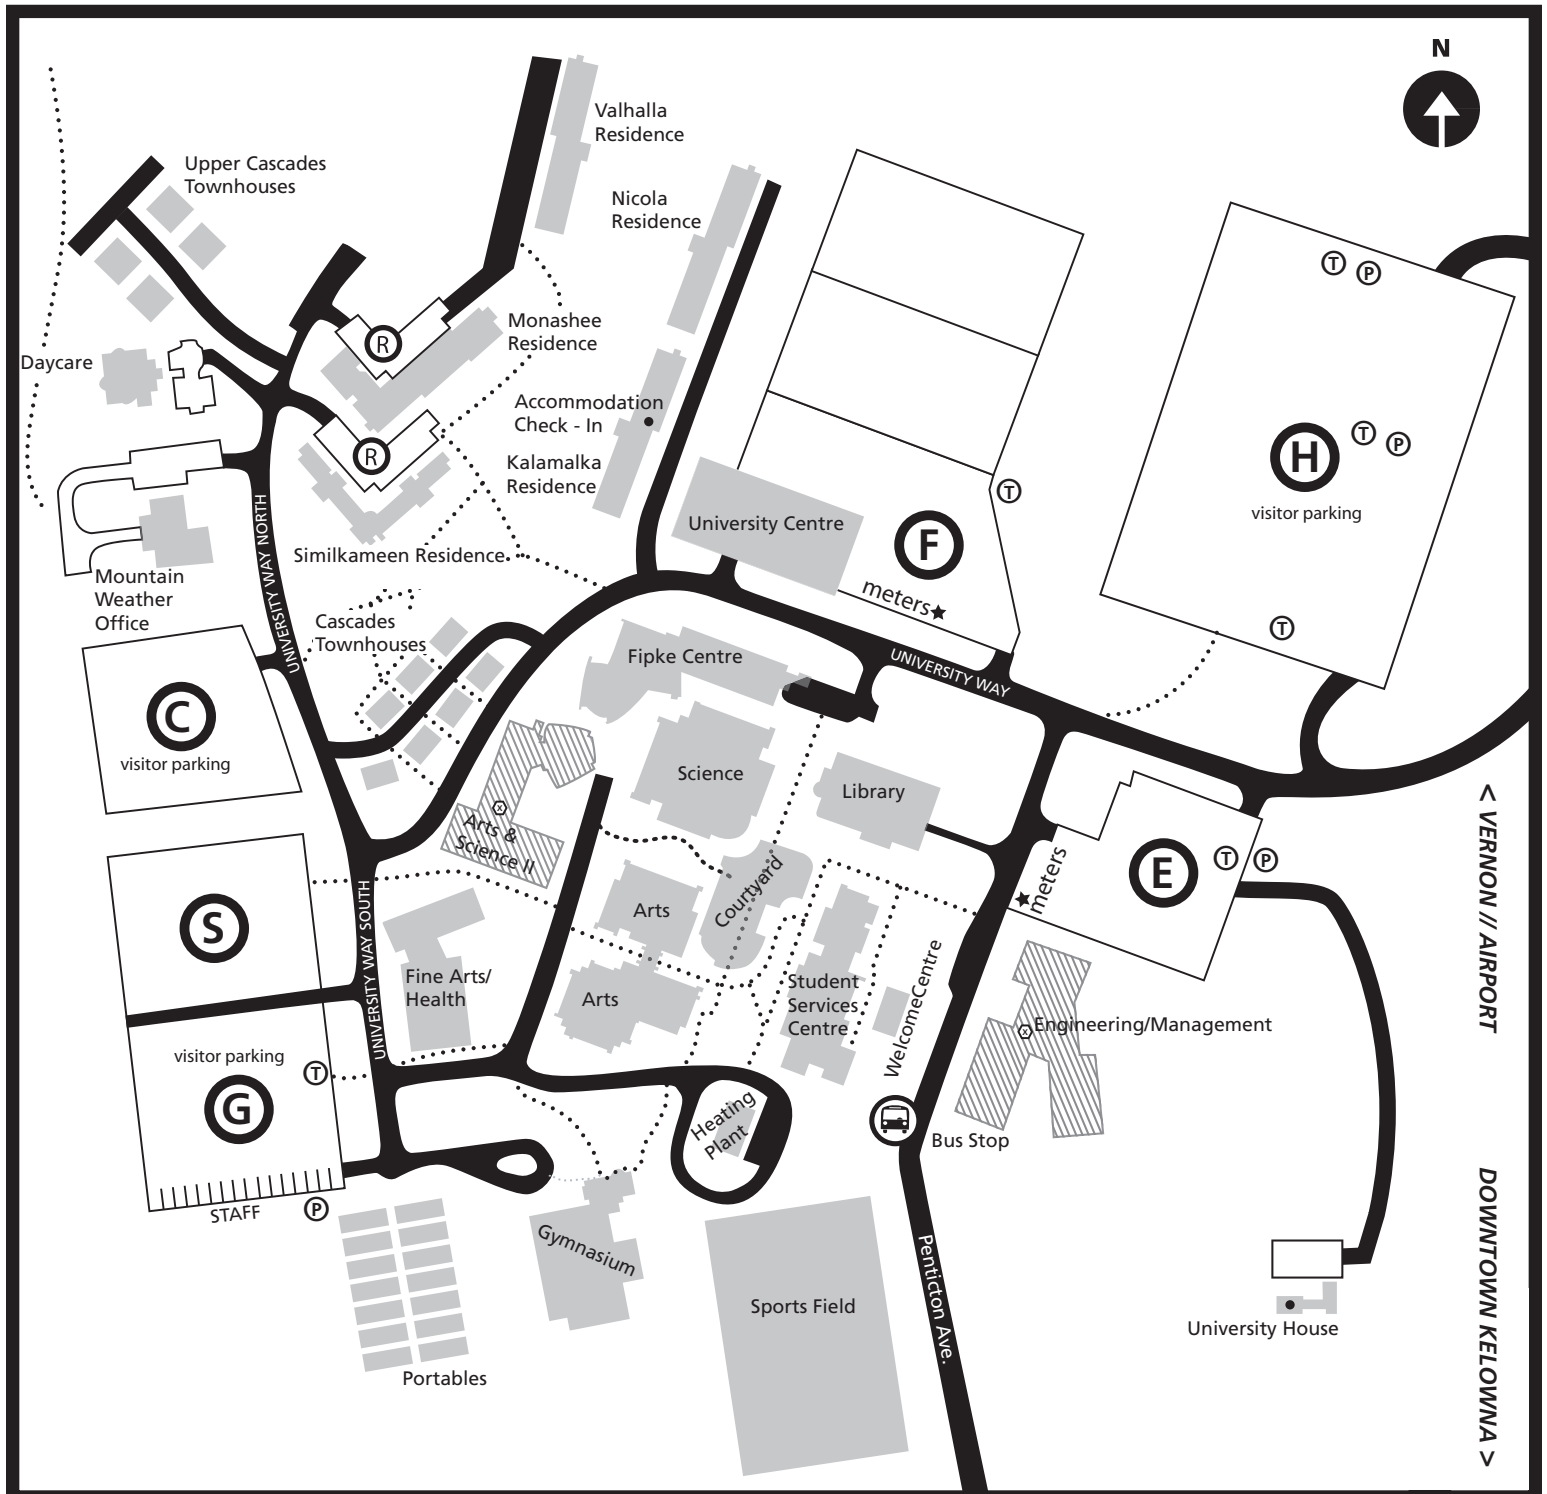 N
Valhalla
Residence
Upper Cascades
Townhouses
Nicola
Residence
T
P
Monashee
Residence
R
Daycare
Accommodation
Check - In
R
Kalamalka
Residence
T
H
T
P
visitor parking
University Centre
F
meters
UNIVERSITY WAY NORTH
Similkameen Residence
Mountain
Weather
Office
Cascades
Townhouses
T
Fipke Centre
UNIVERSITY WAY
C
visitor parking
Science
Library
x
Arts &
Science II
E
T
P
meters
< VERNON // AIRPORT
Courtyard
S
UNIVERSITY WAY SOUTH
Arts
Fine Arts/
Health
Arts
Student
Services
Centre
WelcomeCentre
x
Engineering/Management
visitor parking
T
G
Heating
Plant
Bus Stop
STAFF
P
Gymnasium
Penticton Ave.
DOWNTOWN KELOWNA >
Sports Field
University House
Portables